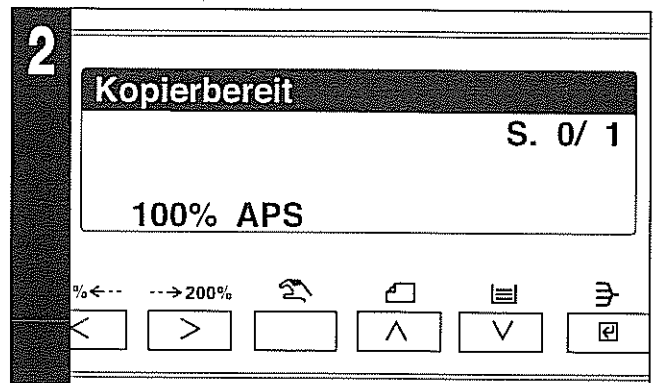 2
Kopierbereit
S. 0/ 1
100% APS
%←-- --→200%
< > ∧ ∨